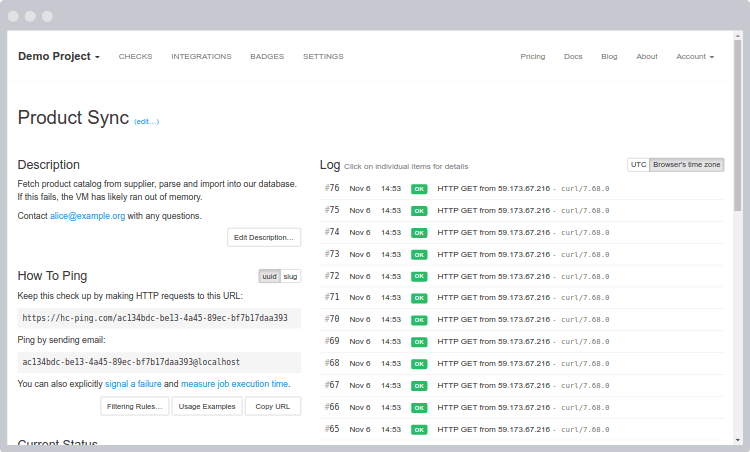 Demo Project CHECKS INTEGRATIONS BADGES SETTINGS Pricing Docs Blog About Account
Product Sync (edit...)
Description
Fetch product catalog from supplier, parse and import into our database.
If this fails, the VM has likely ran out of memory.
Contact alice@example.org with any questions.
Edit Description...
How To Ping uuid slug
Keep this check up by making HTTP requests to this URL:
https://hc-ping.com/ac134bdc-be13-4a45-89ec-bf7b17daa393
Ping by sending email:
ac134bdc-be13-4a45-89ec-bf7b17daa393@localhost
You can also explicitly signal a failure and measure job execution time.
Filtering Rules... Usage Examples Copy URL
Current Status
Log Click on individual items for details UTC Browser's time zone
#76 Nov 6 14:53 OK HTTP GET from 59.173.67.216 - curl/7.68.0
#75 Nov 6 14:53 OK HTTP GET from 59.173.67.216 - curl/7.68.0
#74 Nov 6 14:53 OK HTTP GET from 59.173.67.216 - curl/7.68.0
#73 Nov 6 14:53 OK HTTP GET from 59.173.67.216 - curl/7.68.0
#72 Nov 6 14:53 OK HTTP GET from 59.173.67.216 - curl/7.68.0
#71 Nov 6 14:53 OK HTTP GET from 59.173.67.216 - curl/7.68.0
#70 Nov 6 14:53 OK HTTP GET from 59.173.67.216 - curl/7.68.0
#69 Nov 6 14:53 OK HTTP GET from 59.173.67.216 - curl/7.68.0
#68 Nov 6 14:53 OK HTTP GET from 59.173.67.216 - curl/7.68.0
#67 Nov 6 14:53 OK HTTP GET from 59.173.67.216 - curl/7.68.0
#66 Nov 6 14:53 OK HTTP GET from 59.173.67.216 - curl/7.68.0
#65 Nov 6 14:53 OK HTTP GET from 59.173.67.216 - curl/7.68.0